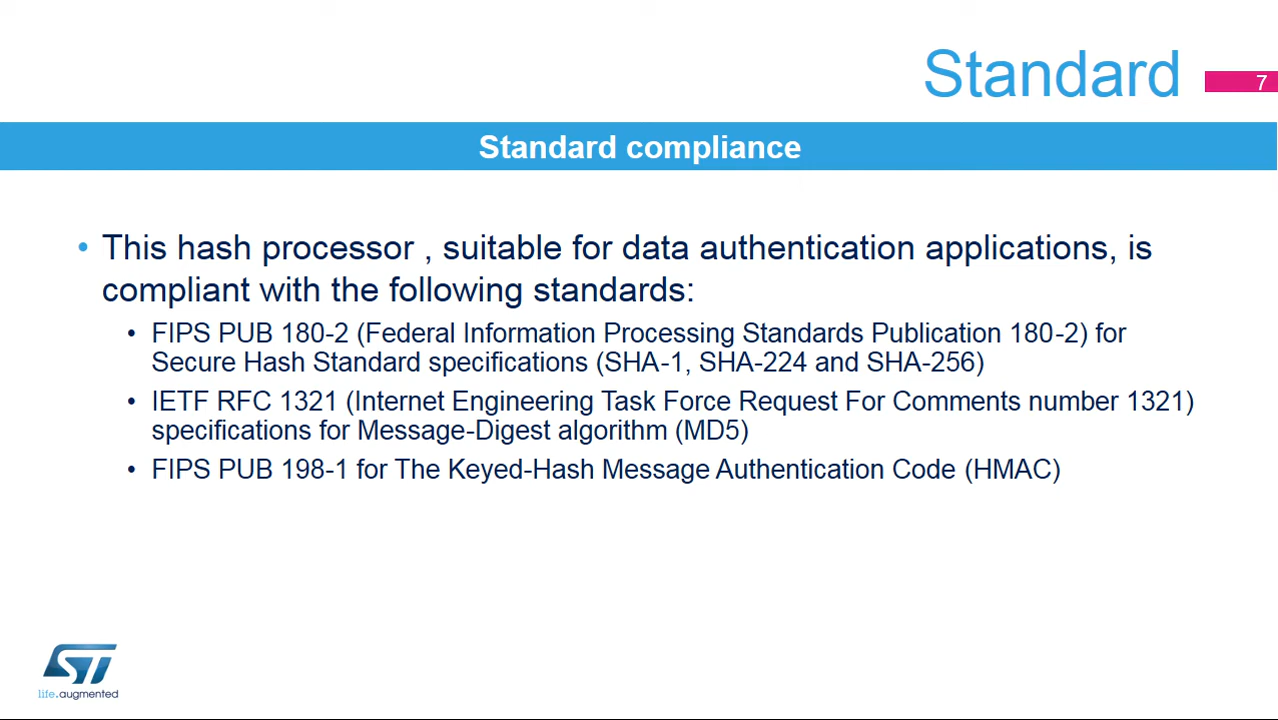 Standard
7
Standard compliance
• This hash processor , suitable for data authentication applications, is
compliant with the following standards:
• FIPS PUB 180-2 (Federal Information Processing Standards Publication 180-2) for
Secure Hash Standard specifications (SHA-1, SHA-224 and SHA-256)
• IETF RFC 1321 (Internet Engineering Task Force Request For Comments number 1321)
specifications for Message-Digest algorithm (MD5)
• FIPS PUB 198-1 for The Keyed-Hash Message Authentication Code (HMAC)
ST
life.augmented